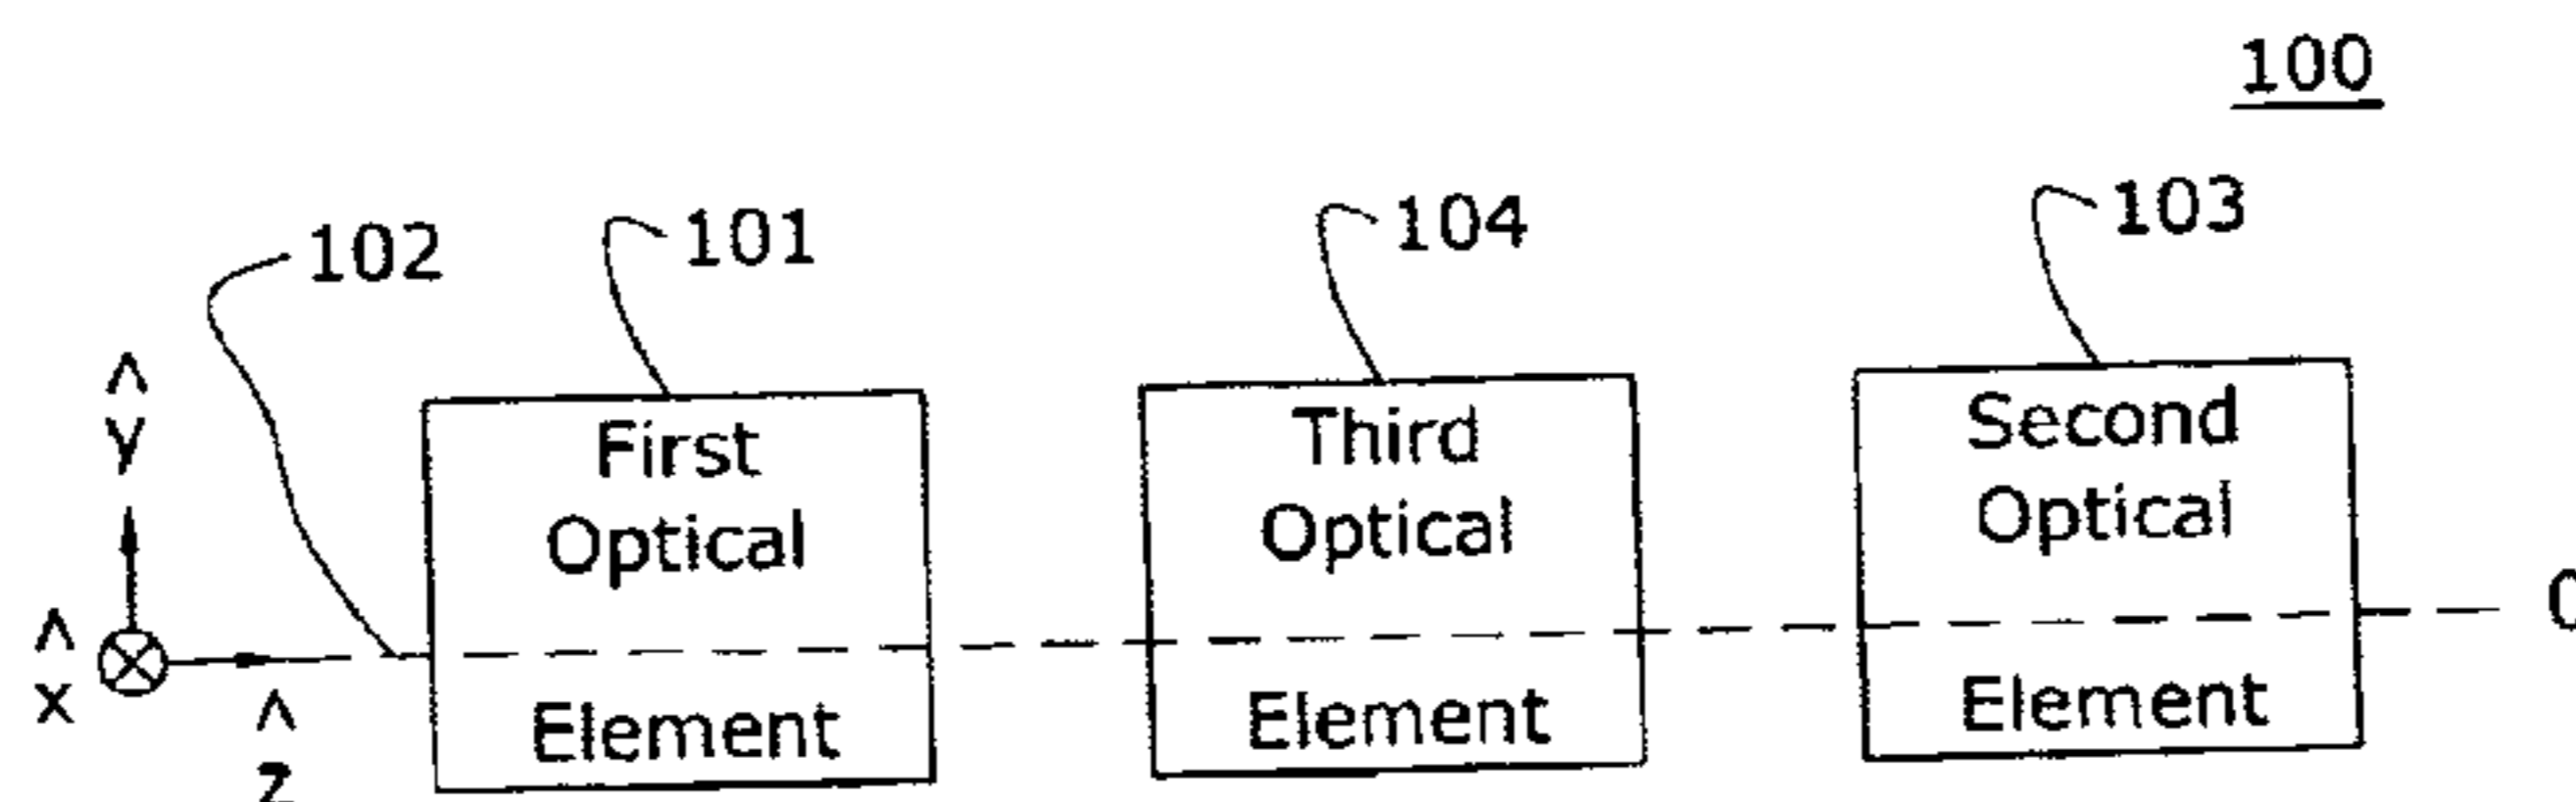 100
102
101
104
103
^
y
^
x
^
z
First
Optical
Element
Third
Optical
Element
Second
Optical
Element